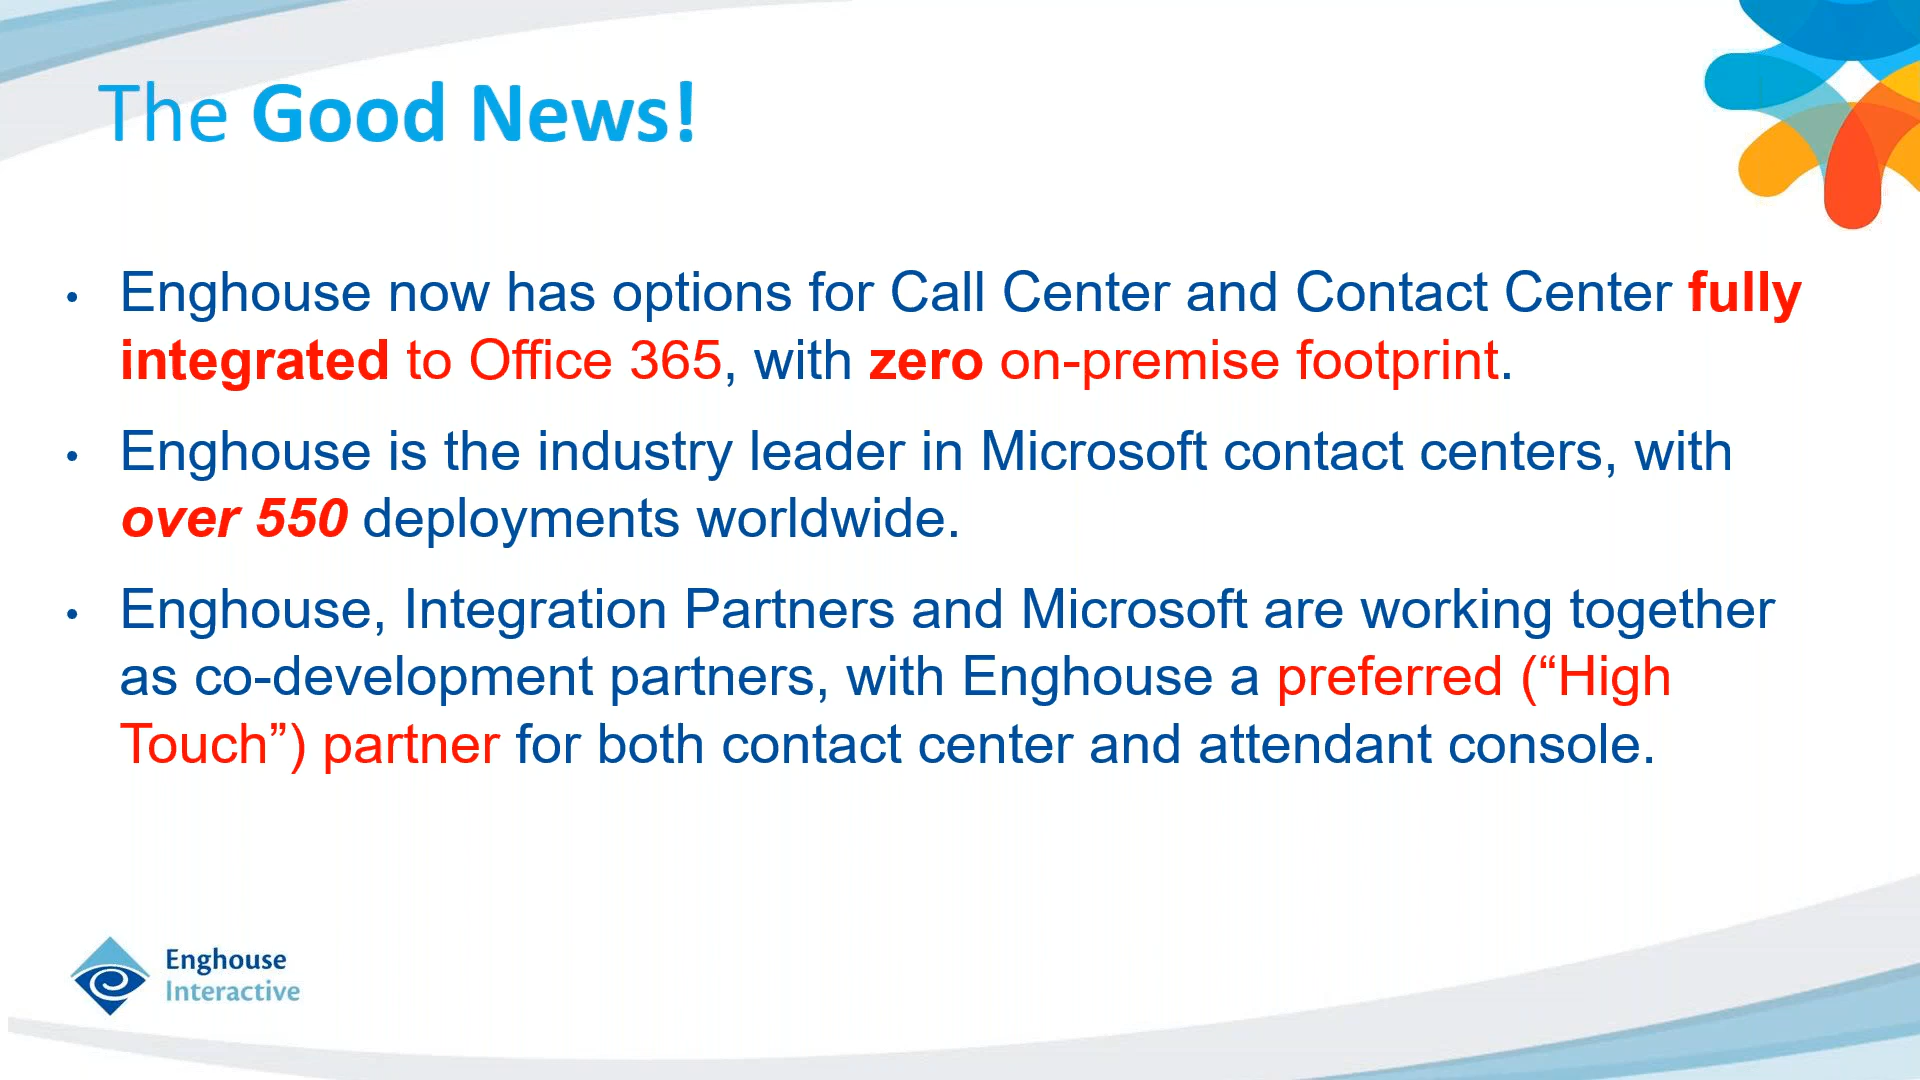 The Good News!
• Enghouse now has options for Call Center and Contact Center fully
integrated to Office 365, with zero on-premise footprint.
• Enghouse is the industry leader in Microsoft contact centers, with
over 550 deployments worldwide.
• Enghouse, Integration Partners and Microsoft are working together
as co-development partners, with Enghouse a preferred (“High
Touch”) partner for both contact center and attendant console.
Enghouse
Interactive